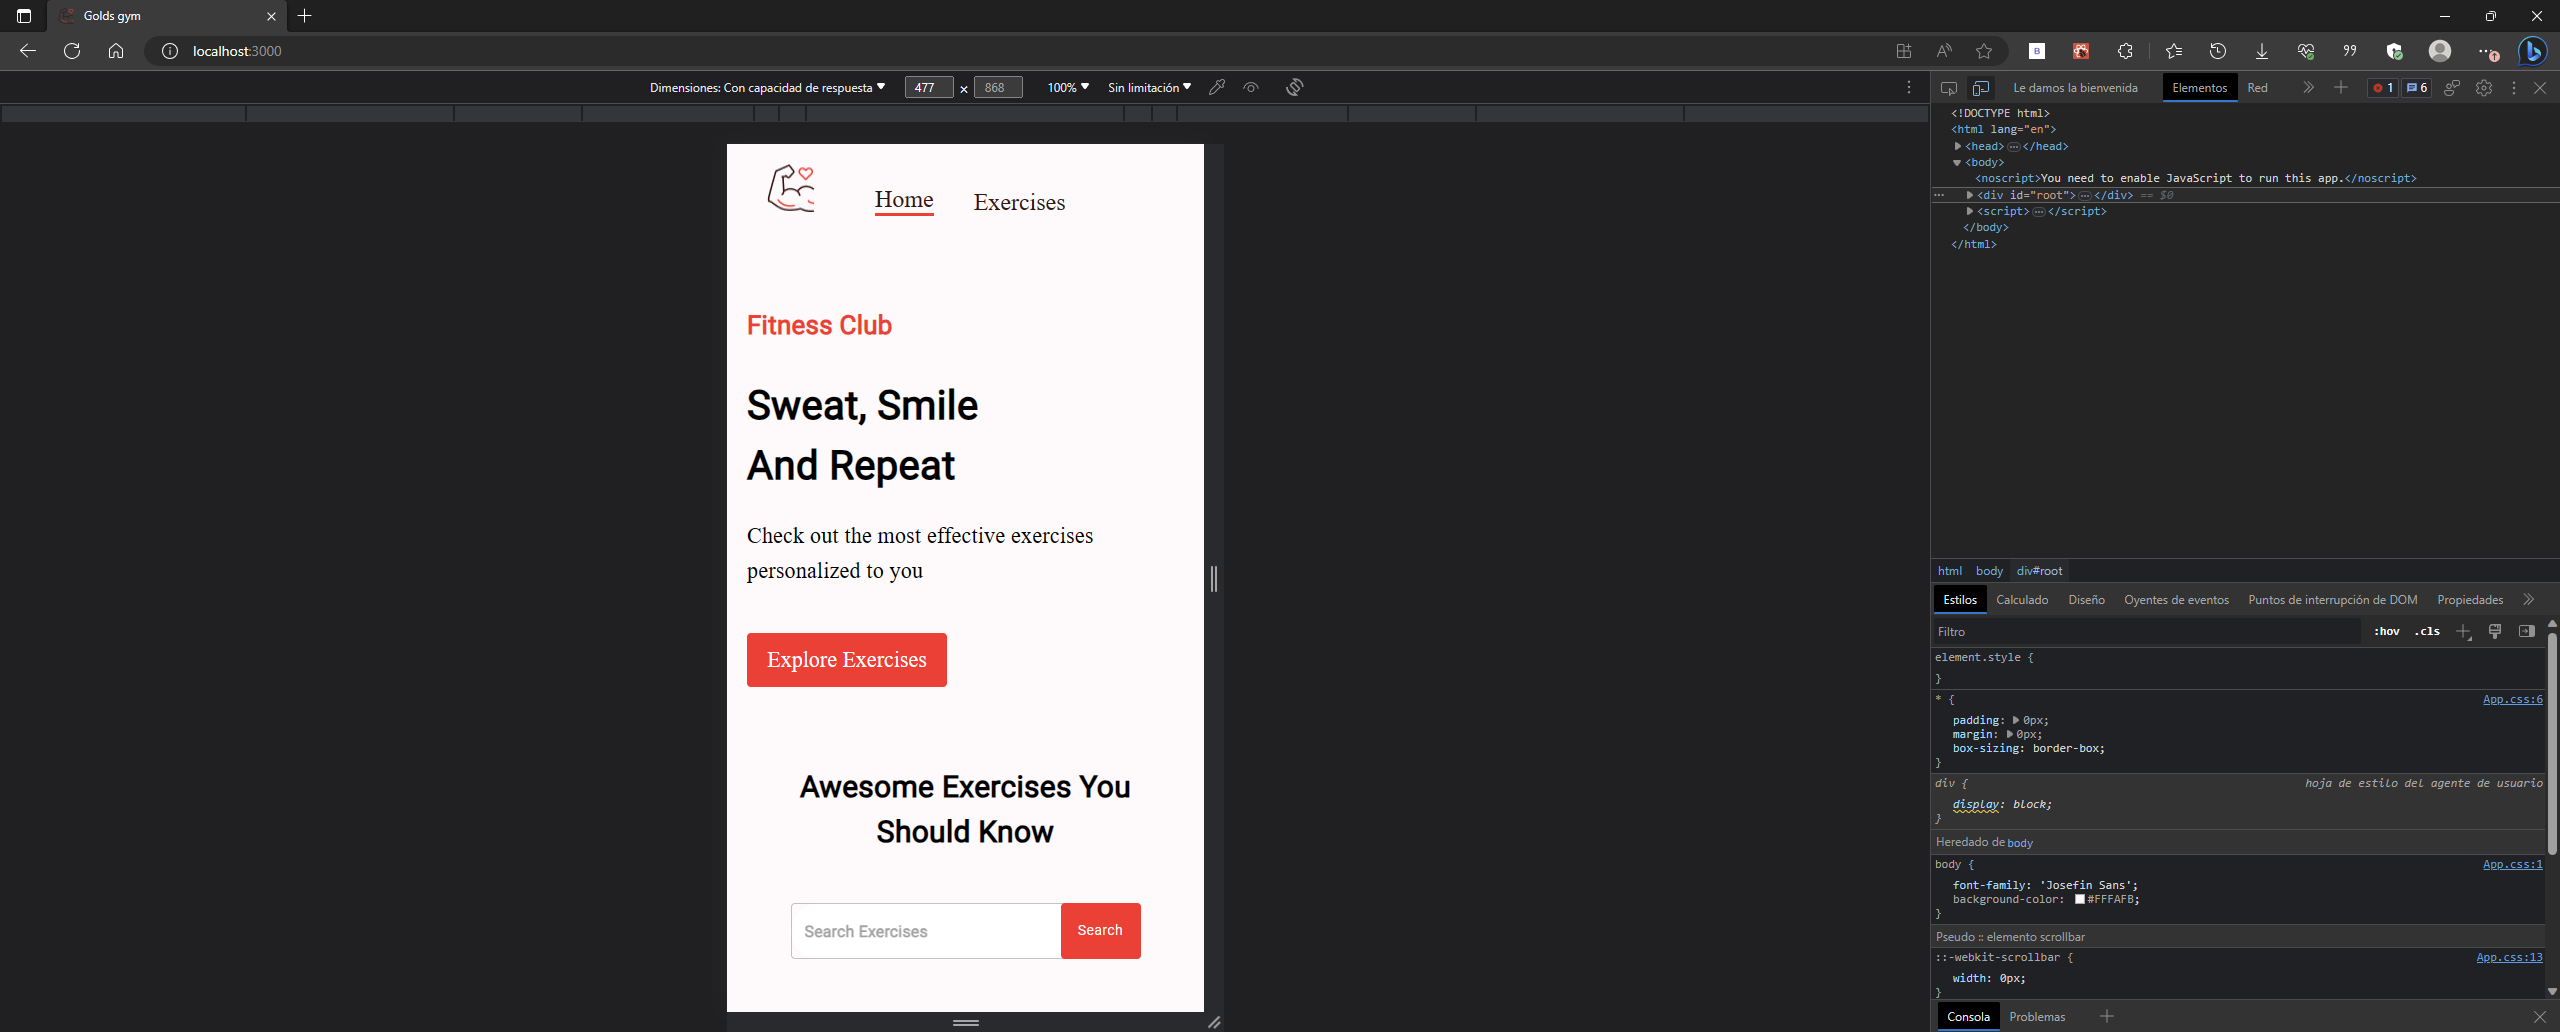 Golds gym
localhost:3000
Dimensiones: Con capacidad de respuesta 477 × 868 100% Sin limitación
Home Exercises
Fitness Club
Sweat, Smile
And Repeat
Check out the most effective exercises
personalized to you
Explore Exercises
Awesome Exercises You
Should Know
Search Exercises Search
Le damos la bienvenida Elementos Red 1 6
<!DOCTYPE html>
<html lang="en">
<head>…</head>
<body>
<noscript>You need to enable JavaScript to run this app.</noscript>
<div id="root">…</div> == $0
<script>…</script>
</body>
</html>
html body div#root
Estilos Calculado Diseño Oyentes de eventos Puntos de interrupción de DOM Propiedades
Filtro :hov .cls
element.style {
}
* { App.css:6
padding: 0px;
margin: 0px;
box-sizing: border-box;
}
div { hoja de estilo del agente de usuario
display: block;
}
Heredado de body
body { App.css:1
font-family: 'Josefin Sans';
background-color: #FFFAFB;
}
Pseudo :: elemento scrollbar
::-webkit-scrollbar { App.css:13
width: 0px;
}
Consola Problemas